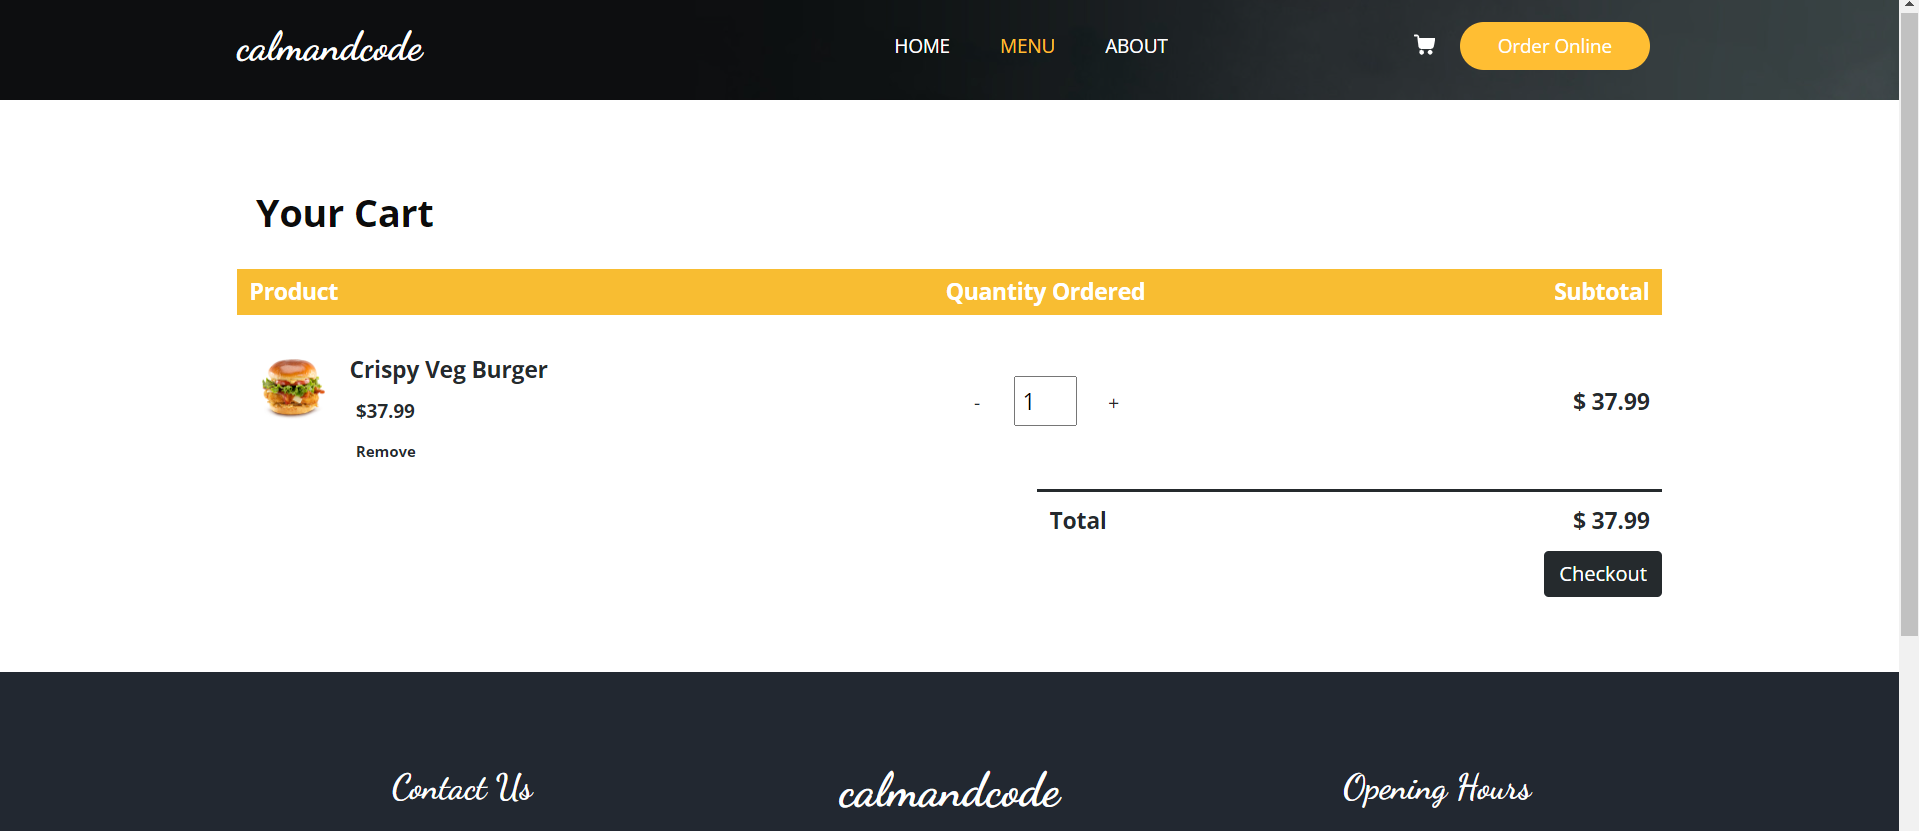 calmandcode
HOME MENU ABOUT
Order Online
Your Cart
Product Quantity Ordered Subtotal
Crispy Veg Burger
$37.99
Remove
- 1 +
$ 37.99
Total $ 37.99
Checkout
Contact Us
calmandcode
Opening Hours